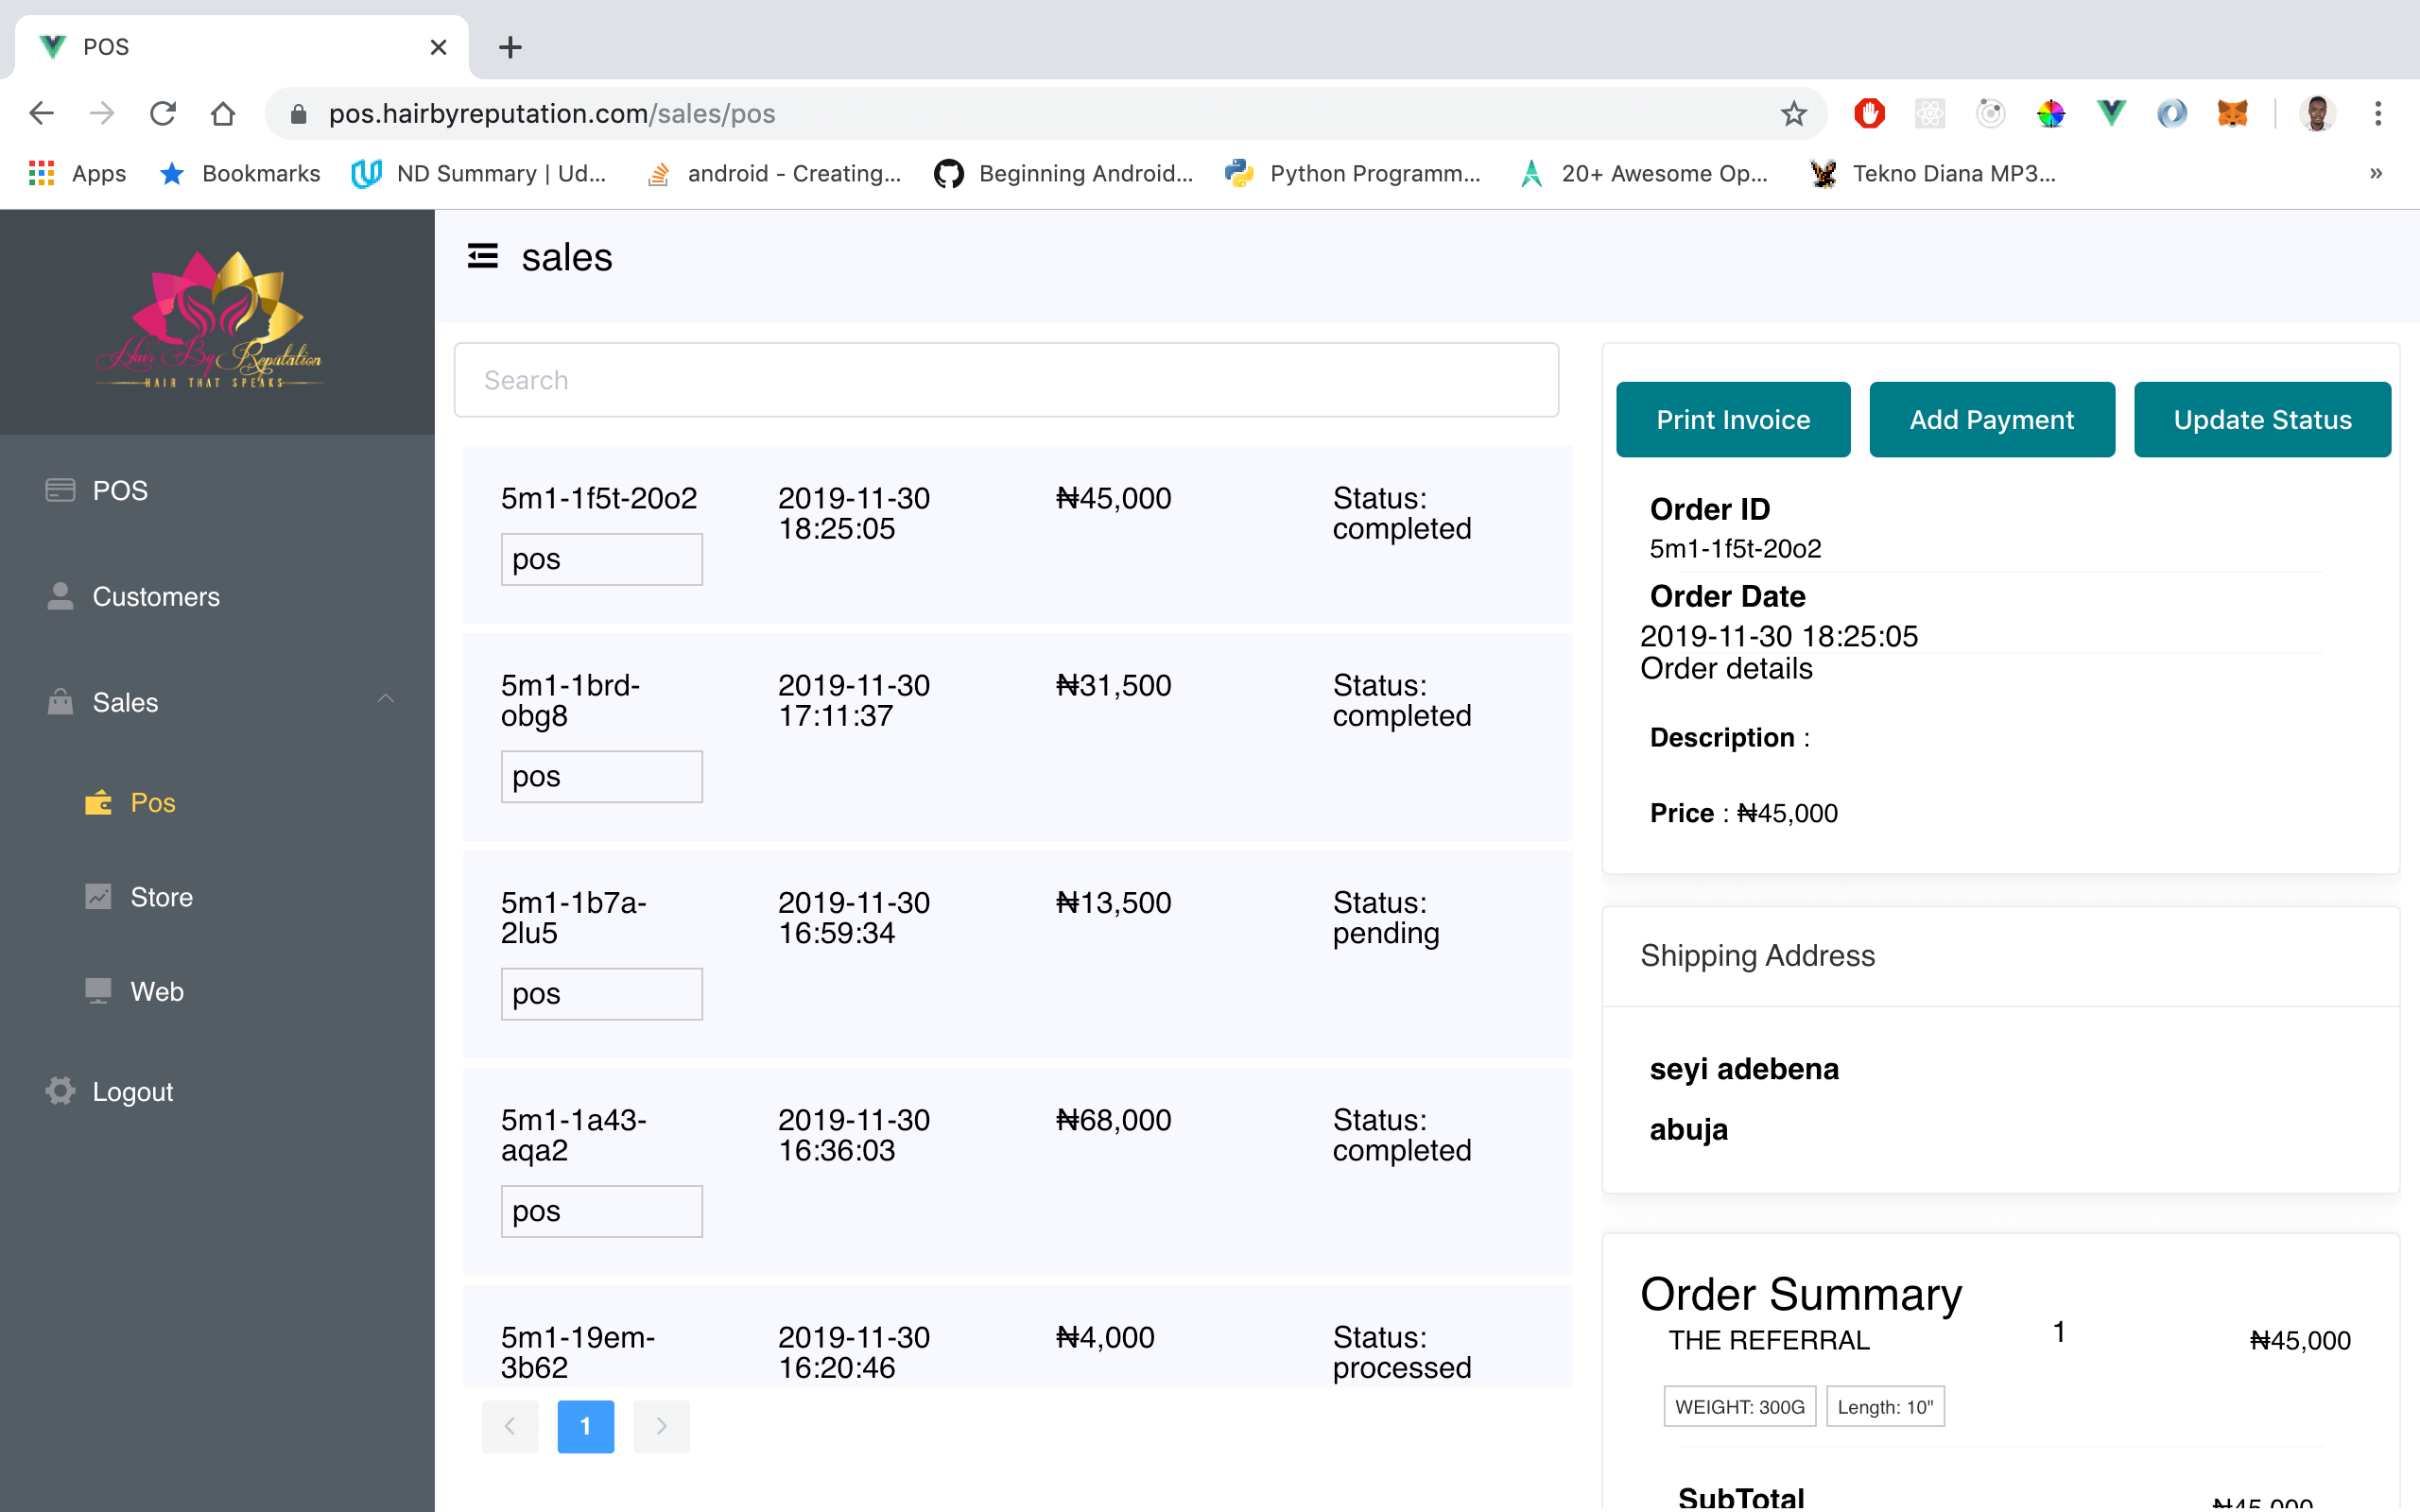 POS
pos.hairbyreputation.com/sales/pos
Apps
Bookmarks
ND Summary | Ud...
android - Creating...
Beginning Android...
Python Programm...
20+ Awesome Op...
Tekno Diana MP3...
»
Hair By Reputation
HAIR THAT SPEAKS
POS
Customers
Sales
Pos
Store
Web
Logout
sales
Search
5m1-1f5t-20o2
pos
2019-11-30
18:25:05
₦45,000
Status:
completed
5m1-1brd-
obg8
pos
2019-11-30
17:11:37
₦31,500
Status:
completed
5m1-1b7a-
2lu5
pos
2019-11-30
16:59:34
₦13,500
Status:
pending
5m1-1a43-
aqa2
pos
2019-11-30
16:36:03
₦68,000
Status:
completed
5m1-19em-
3b62
2019-11-30
16:20:46
₦4,000
Status:
processed
1
Print Invoice
Add Payment
Update Status
Order ID
5m1-1f5t-20o2
Order Date
2019-11-30 18:25:05
Order details
Description :
Price : ₦45,000
Shipping Address
seyi adebena
abuja
Order Summary
THE REFERRAL 1 ₦45,000
WEIGHT: 300G Length: 10"
SubTotal ₦45,000